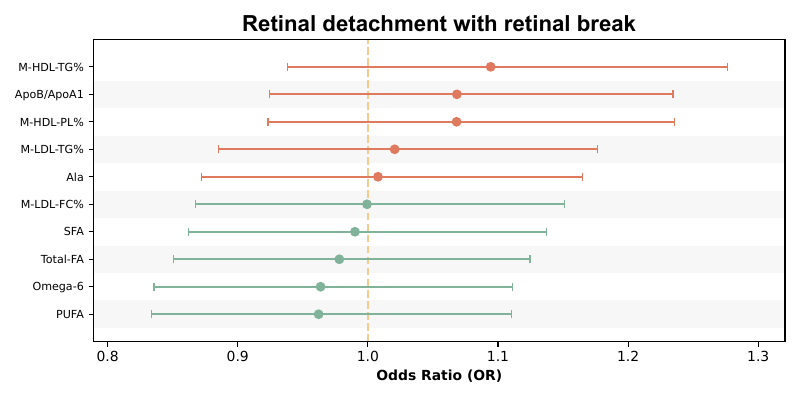 Retinal detachment with retinal break
M-HDL-TG%
ApoB/ApoA1
M-HDL-PL%
M-LDL-TG%
Ala
M-LDL-FC%
SFA
Total-FA
Omega-6
PUFA
0.8 0.9 1.0 1.1 1.2 1.3
Odds Ratio (OR)